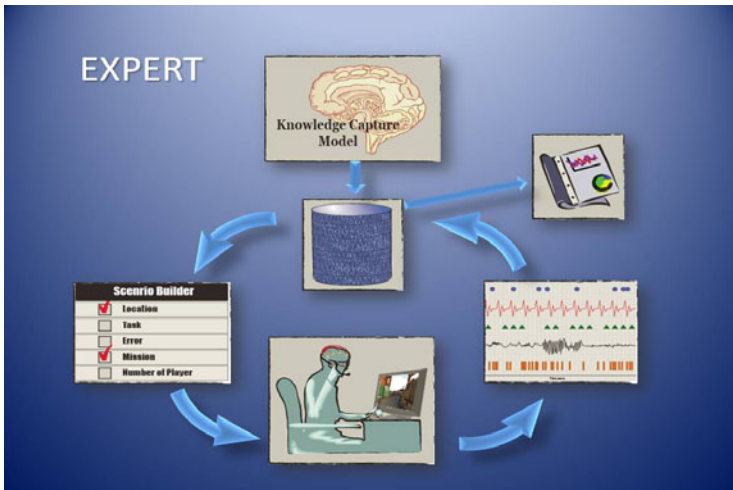 EXPERT
Knowledge Capture
Model
Scenrio Builder
Location
Task
Error
Mission
Number of Player